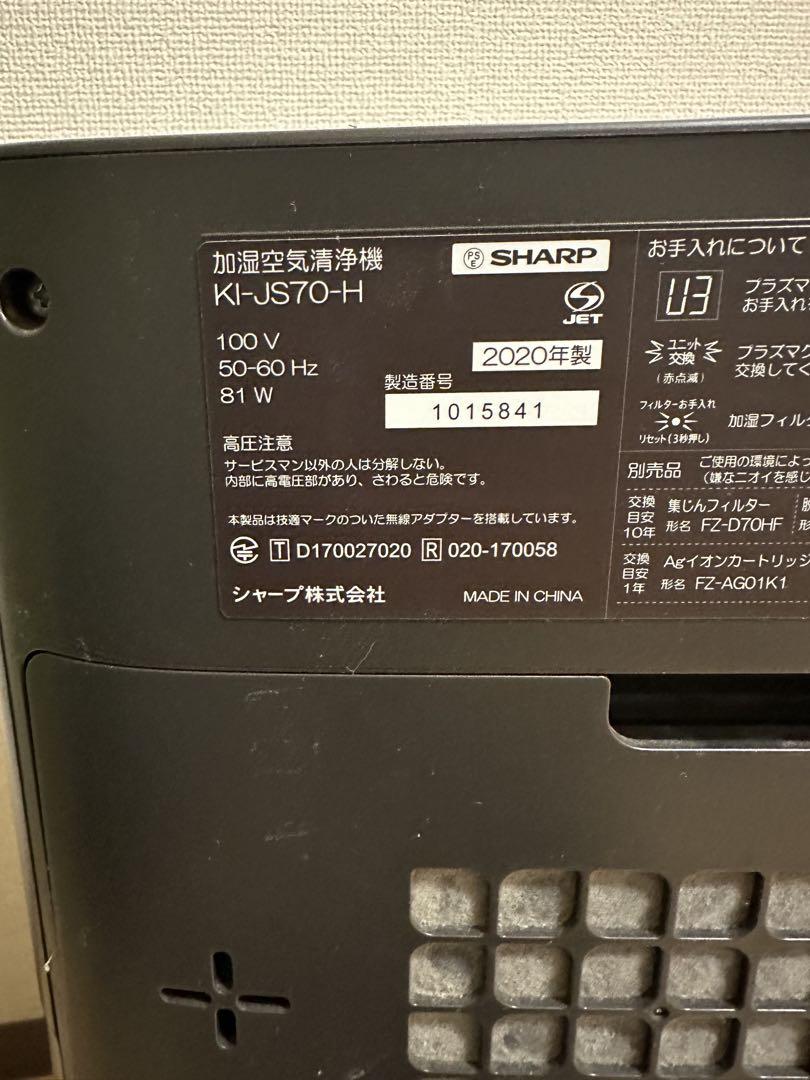 加湿空気清浄機
KI-JS70-H
PSE SHARP
JET
100 V
50-60 Hz
81 W
2020年製
製造番号
1015841
高圧注意
サービスマン以外の人は分解しない。
内部に高電圧部があり、さわると危険です。
本製品は技適マークのついた無線アダプターを搭載しています。
T D170027020 R 020-170058
シャープ株式会社
MADE IN CHINA
お手入れについて
U3
プラズマ
お手入れ
ユニット
交換
(赤点滅)
プラズマク
交換してく
フィルターお手入れ
リセット(3秒押し)
加湿フィル
別売品
ご使用の環境によっ
(嫌なニオイを感じ
交換
目安
10年
集じんフィルター
形名 FZ-D70HF
交換
目安
1年
Agイオンカートリッジ
形名 FZ-AG01K1